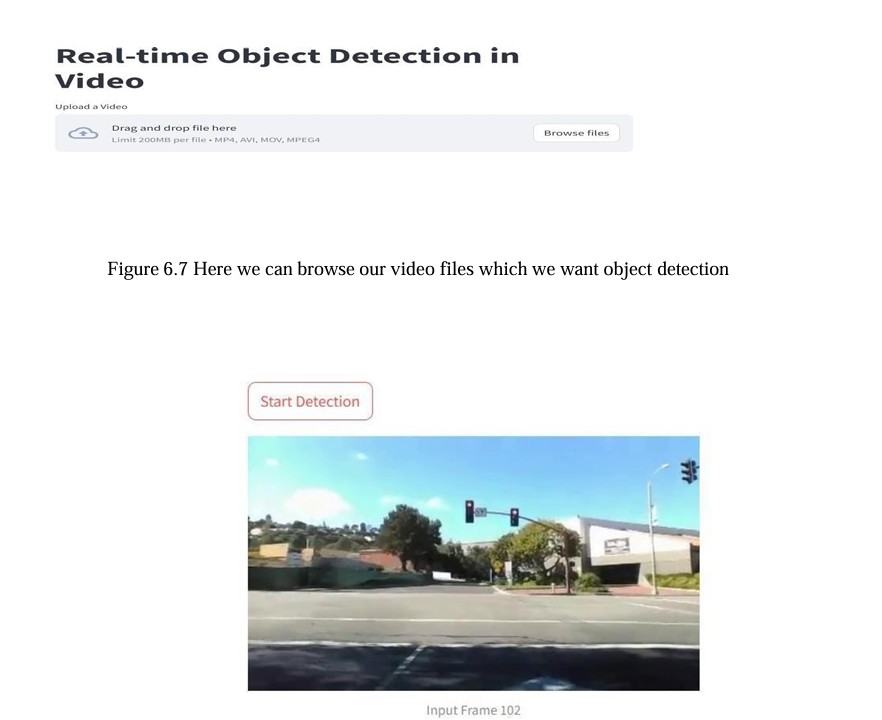 Real-time Object Detection in
Video
Upload a Video
Drag and drop file here
Limit 200MB per file • MP4, AVI, MOV, MPEG4
Browse files
Figure 6.7 Here we can browse our video files which we want object detection
Start Detection
Input Frame 102